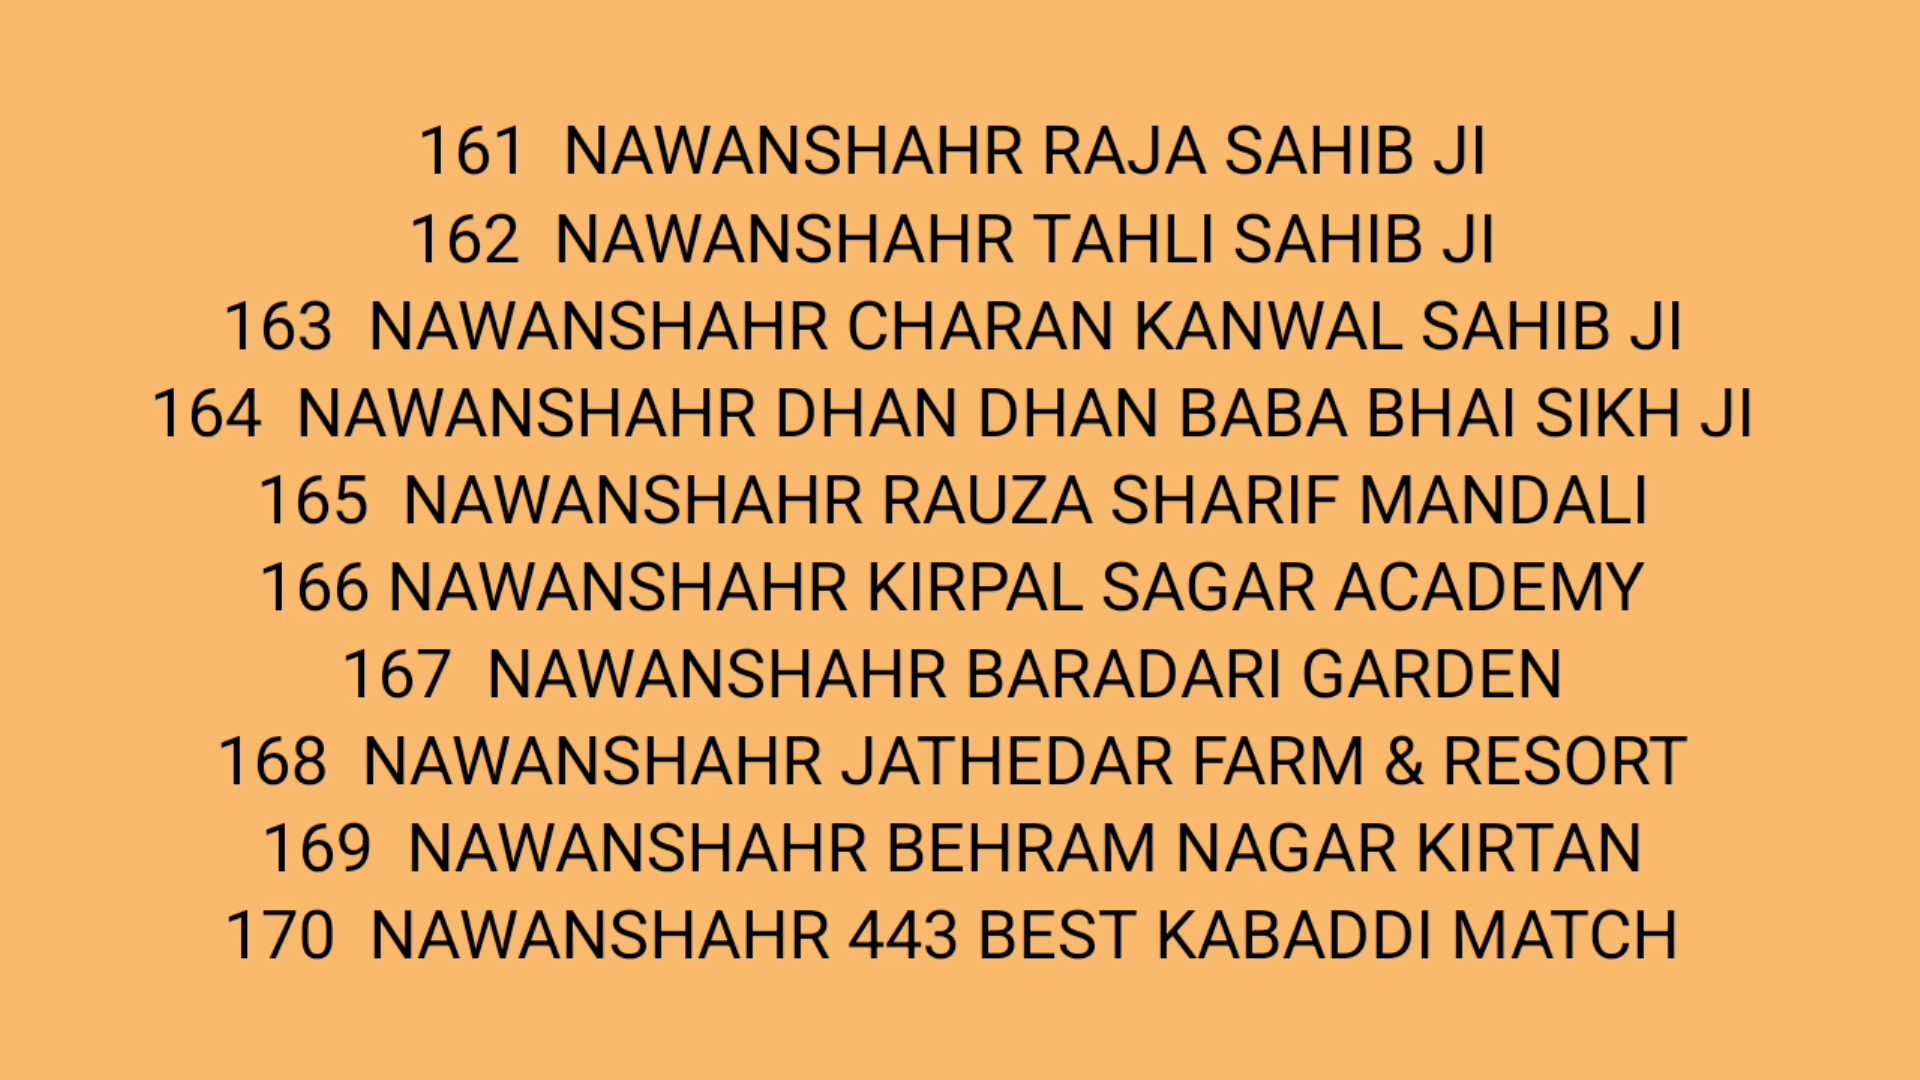 161  NAWANSHAHR RAJA SAHIB JI
162  NAWANSHAHR TAHLI SAHIB JI
163  NAWANSHAHR CHARAN KANWAL SAHIB JI
164  NAWANSHAHR DHAN DHAN BABA BHAI SIKH JI
165  NAWANSHAHR RAUZA SHARIF MANDALI
166 NAWANSHAHR KIRPAL SAGAR ACADEMY
167  NAWANSHAHR BARADARI GARDEN
168  NAWANSHAHR JATHEDAR FARM & RESORT
169  NAWANSHAHR BEHRAM NAGAR KIRTAN
170  NAWANSHAHR 443 BEST KABADDI MATCH